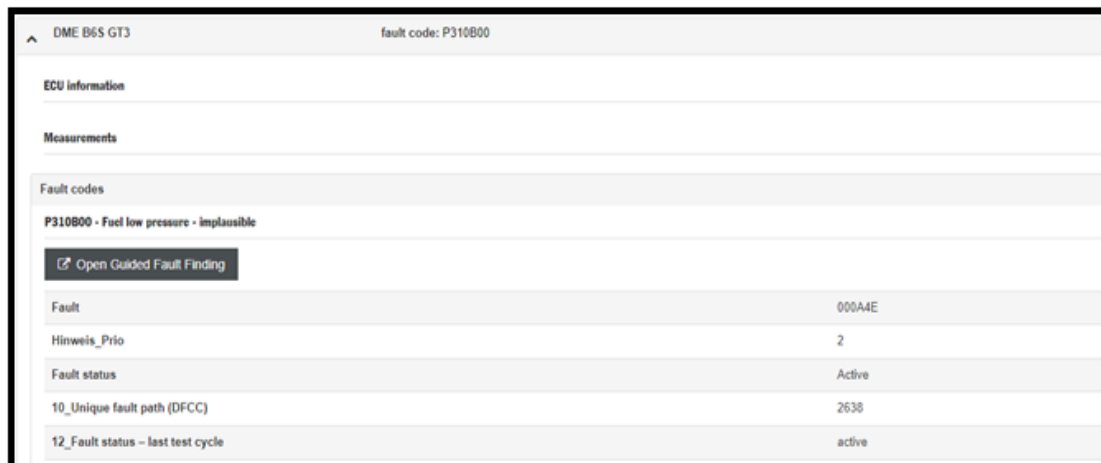 DME B6S GT3 fault code: P310B00
ECU information
Measurements
Fault codes
P310B00 - Fuel low pressure - implausible
Open Guided Fault Finding
Fault 000A4E
Hinweis_Prio 2
Fault status Active
10_Unique fault path (DFCC) 2638
12_Fault status – last test cycle active